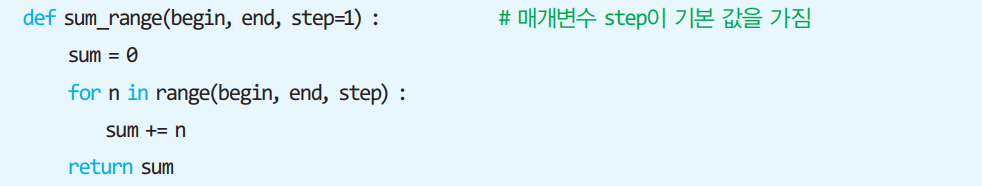 def sum_range(begin, end, step=1) : # 매개변수 step이 기본 값을 가짐
sum = 0
for n in range(begin, end, step) :
sum += n
return sum